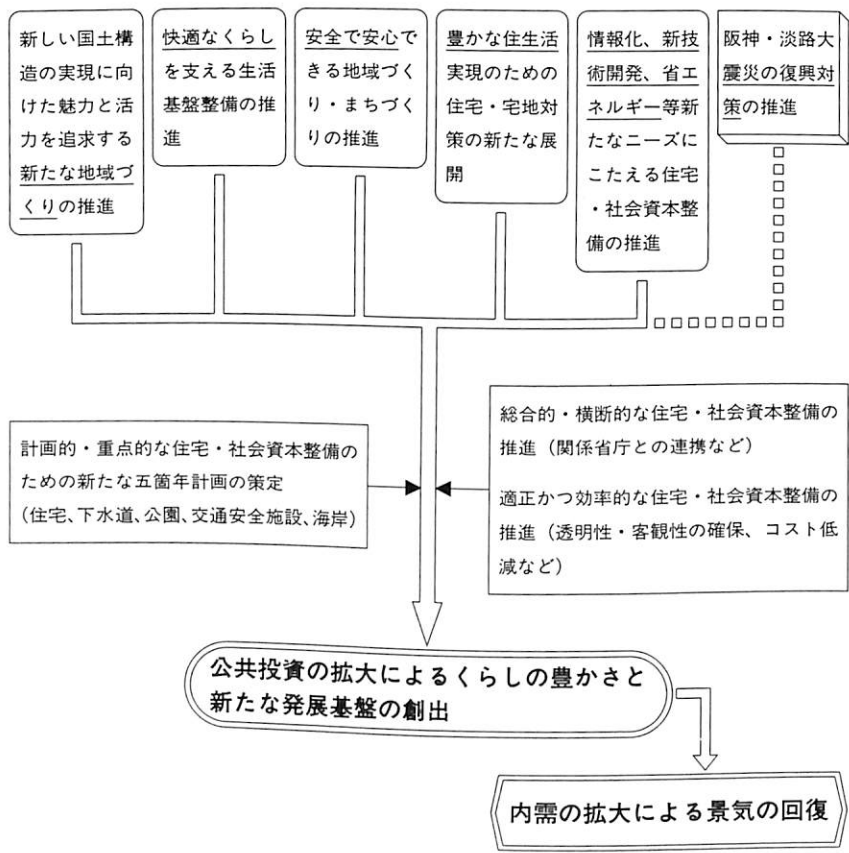 新しい国土構
造の実現に向
けた魅力と活
力を追求する
新たな地域づ
くりの推進
快適なくらし
を支える生活
基盤整備の推
進
安全で安心で
きる地域づく
り・まちづく
りの推進
豊かな住生活
実現のための
住宅・宅地対
策の新たな展
開
情報化、新技
術開発、省エ
ネルギー等新
たなニーズに
こたえる住宅
・社会資本整
備の推進
阪神・淡路大
震災の復興対
策の推進
計画的・重点的な住宅・社会資本整備の
ための新たな五箇年計画の策定
(住宅、下水道、公園、交通安全施設、海岸)
総合的・横断的な住宅・社会資本整備の
推進(関係省庁との連携など)
適正かつ効率的な住宅・社会資本整備の
推進(透明性・客観性の確保、コスト低
減など)
公共投資の拡大によるくらしの豊かさと
新たな発展基盤の創出
内需の拡大による景気の回復